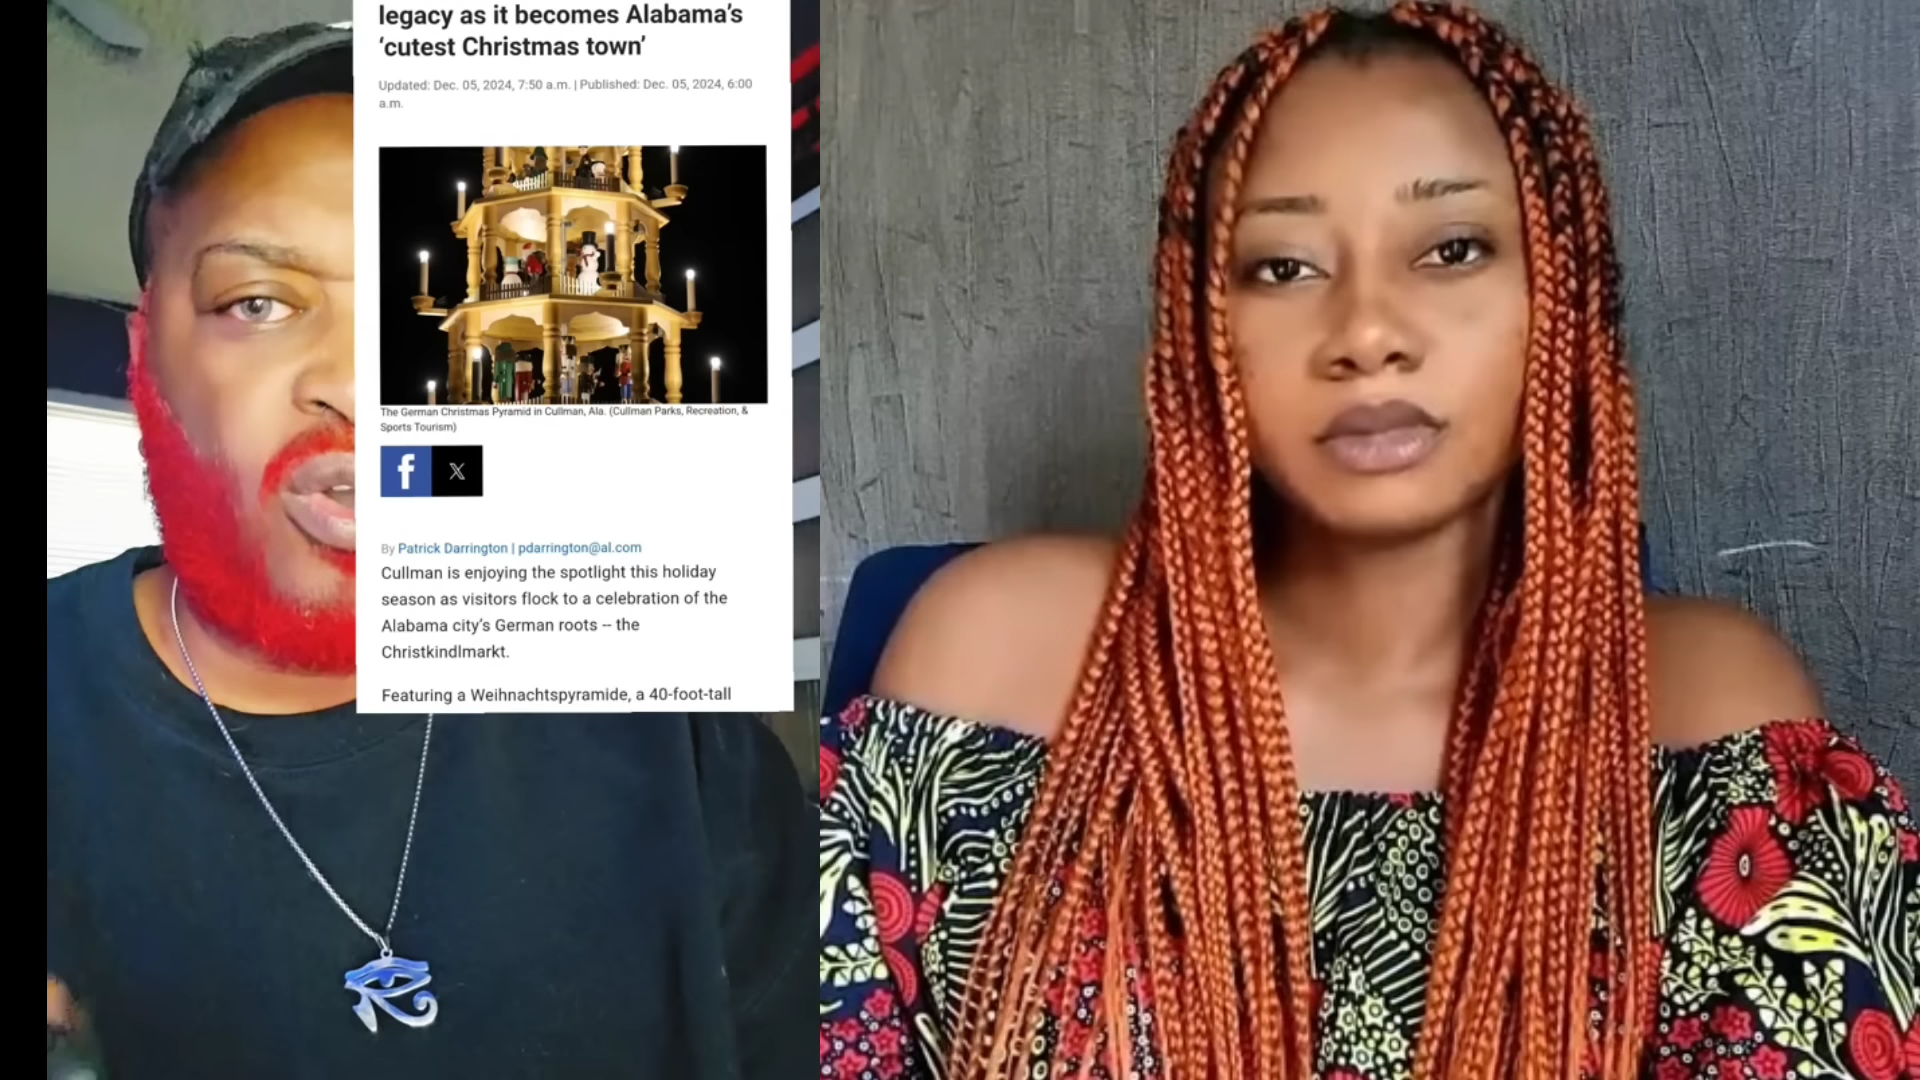 legacy as it becomes Alabama's
'cutest Christmas town'
Updated: Dec. 05, 2024, 7:50 a.m. | Published: Dec. 05, 2024, 6:00
a.m.
The German Christmas Pyramid in Cullman, Ala. (Cullman Parks, Recreation, &
Sports Tourism)
By Patrick Darrington | pdarrington@al.com
Cullman is enjoying the spotlight this holiday
season as visitors flock to a celebration of the
Alabama city's German roots -- the
Christkindlmarkt.
Featuring a Weihnachtspyramide, a 40-foot-tall